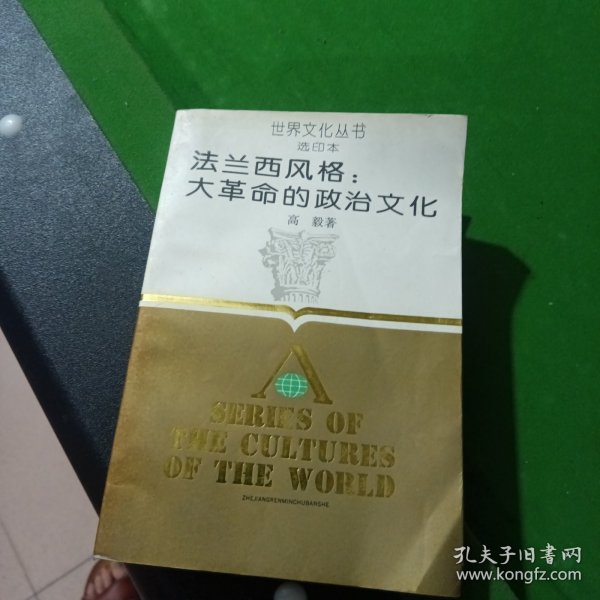 世界文化丛书
选印本
法兰西风格：
大革命的政治文化
高 毅著
A
SERIES OF
THE CULTURES
OF THE WORLD
ZHEJIANGRENMINCHUBANSHE
孔夫子旧书网
www.kongfz.com